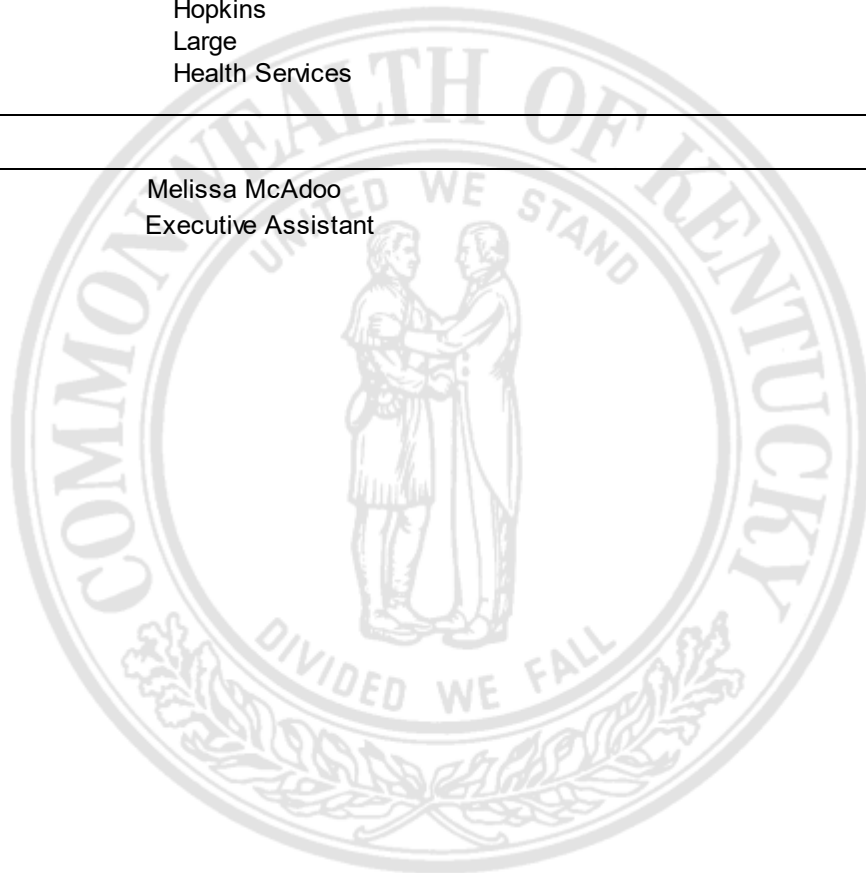 Hopkins
Large
Health Services
COMMONWEALTH OF KENTUCKY
UNITED WE STAND
Melissa McAdoo
Executive Assistant
DIVIDED WE FALL